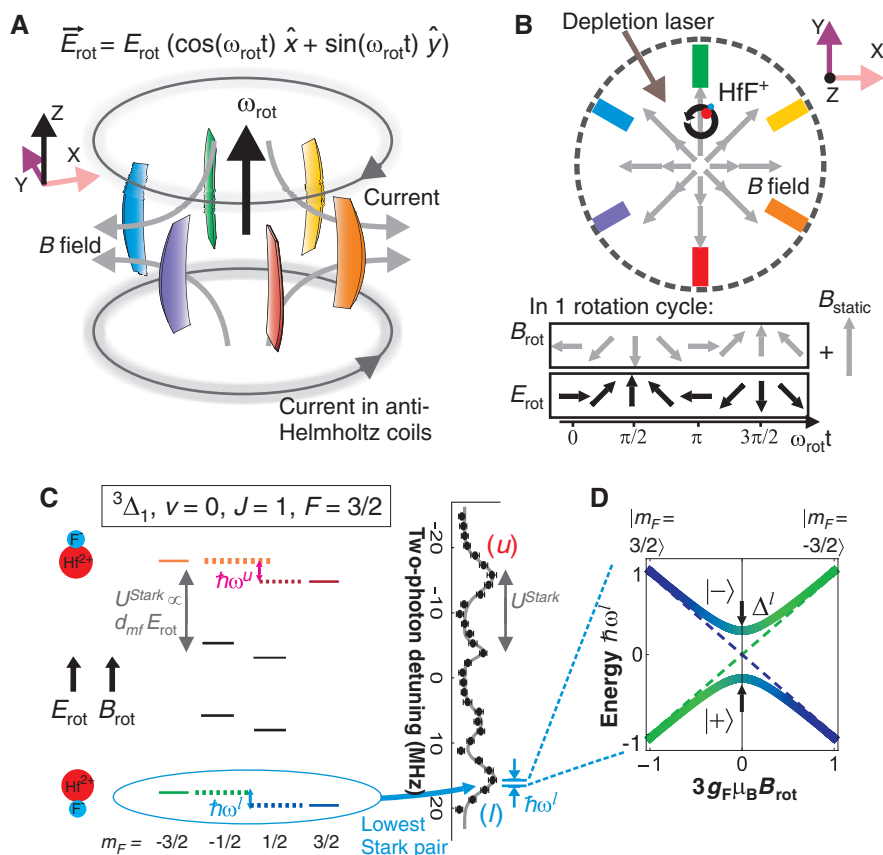 A
E⃗rot = Erot (cos(ωrott) x̂ + sin(ωrott) ŷ)
Z
Y
X
ωrot
Current
B field
Current in anti-
Helmholtz coils
B
Depletion laser
HfF+
Y
Z
X
B field
In 1 rotation cycle:
Bstatic
Brot
+
Erot
0 π/2 π 3π/2 ωrott
C
³Δ₁, v = 0, J = 1, F = 3/2
F
Hf2+
ħωu
UStark ∝
dmf Erot
Erot Brot
Hf2+
F
ħωl
mF = -3/2 -1/2 1/2 3/2
Lowest
Stark pair
Two-photon detuning (MHz)
-20
-10
0
10
20
(u)
UStark
(l)
ħωl
D
|mF =
3/2⟩
|mF =
-3/2⟩
Energy ħωl
1
0
-1
|−⟩
Δl
|+⟩
-1 0 1
3gFμBBrot